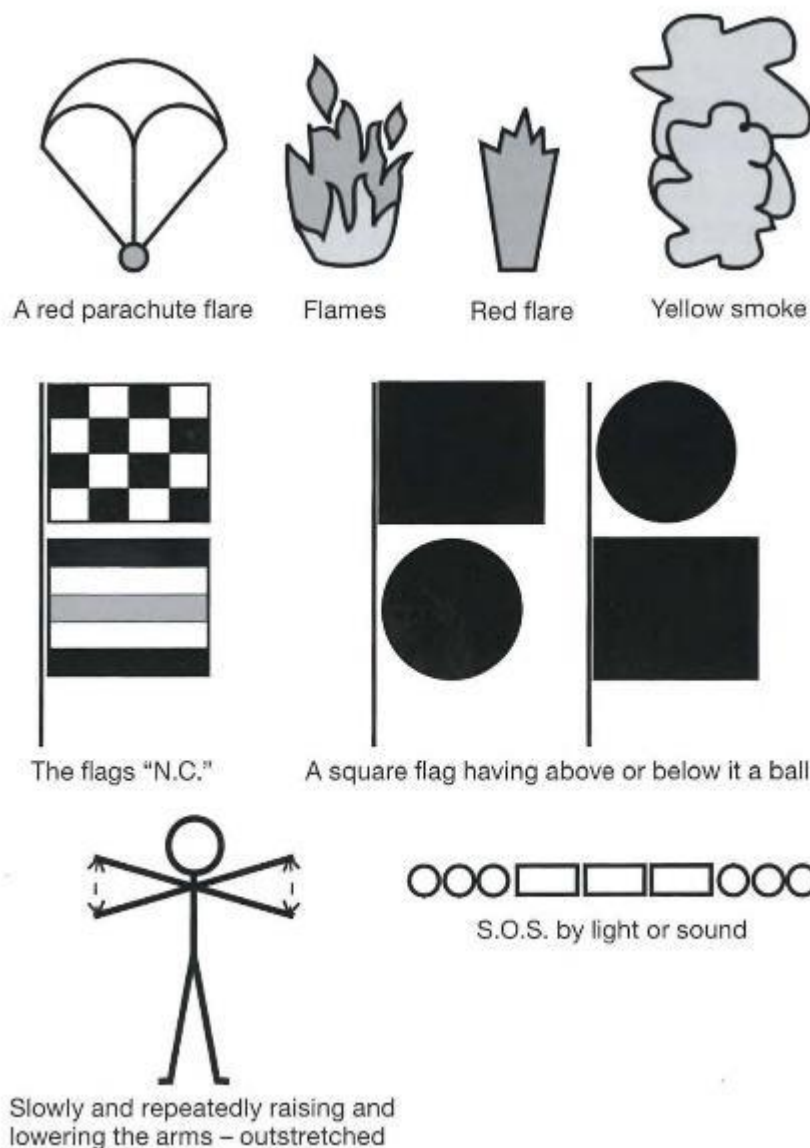 A red parachute flare
Flames
Red flare
Yellow smoke
The flags “N.C.”
A square flag having above or below it a ball
S.O.S. by light or sound
Slowly and repeatedly raising and
lowering the arms – outstretched